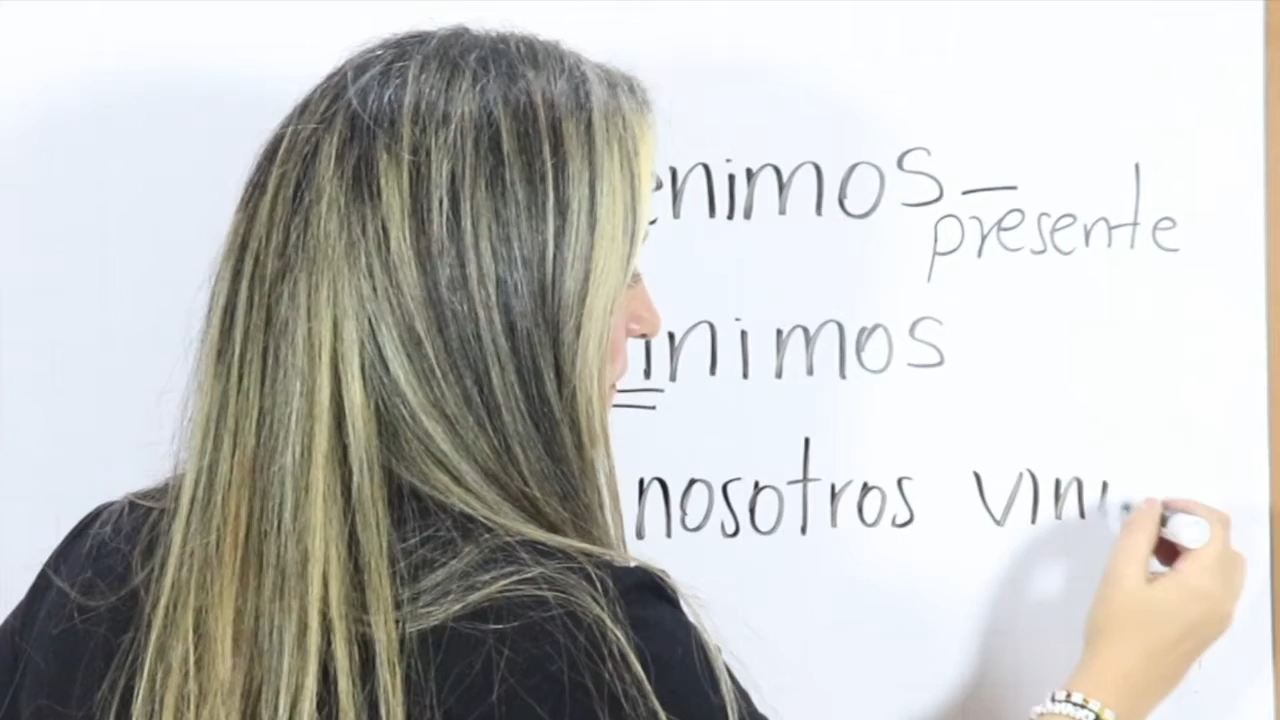 enimos –
presente
inimos
nosotros vini